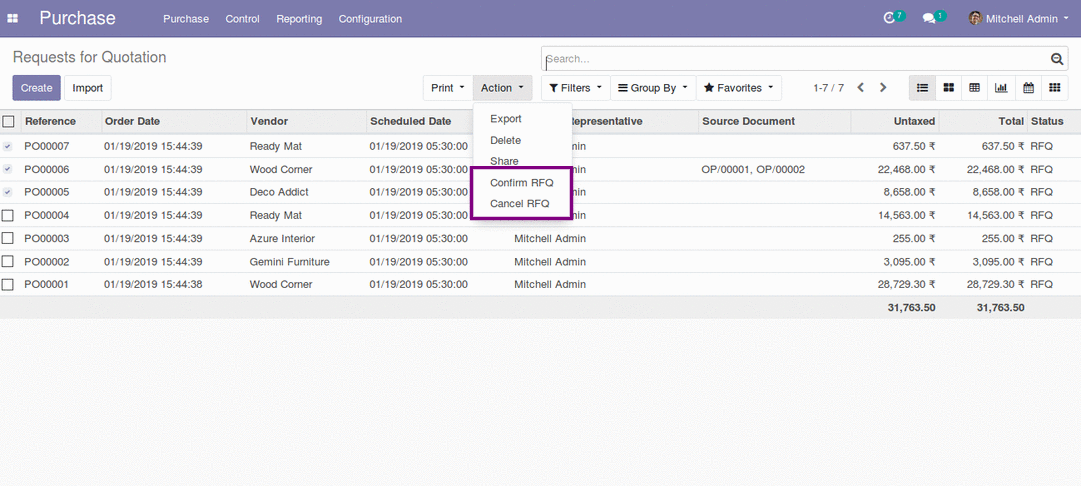 Purchase Purchase Control Reporting Configuration 7 1 Mitchell Admin
Requests for Quotation Search...
Create Import Print Action Filters Group By Favorites 1-7 / 7
Reference Order Date Vendor Scheduled Date epresentative Source Document Untaxed Total Status
Export
Delete
Share
Confirm RFQ
Cancel RFQ
PO00007 01/19/2019 15:44:39 Ready Mat 01/19/2019 05:30:00 min 637.50 ₹ 637.50 ₹ RFQ
PO00006 01/19/2019 15:44:39 Wood Corner 01/19/2019 05:30:00 min OP/00001, OP/00002 22,468.00 ₹ 22,468.00 ₹ RFQ
PO00005 01/19/2019 15:44:39 Deco Addict 01/19/2019 05:30:00 min 8,658.00 ₹ 8,658.00 ₹ RFQ
PO00004 01/19/2019 15:44:39 Ready Mat 01/19/2019 05:30:00 Mitchell Admin 14,563.00 ₹ 14,563.00 ₹ RFQ
PO00003 01/19/2019 15:44:39 Azure Interior 01/19/2019 05:30:00 Mitchell Admin 255.00 ₹ 255.00 ₹ RFQ
PO00002 01/19/2019 15:44:39 Gemini Furniture 01/19/2019 05:30:00 Mitchell Admin 3,095.00 ₹ 3,095.00 ₹ RFQ
PO00001 01/19/2019 15:44:38 Wood Corner 01/19/2019 05:30:00 Mitchell Admin 28,729.30 ₹ 28,729.30 ₹ RFQ
31,763.50 31,763.50